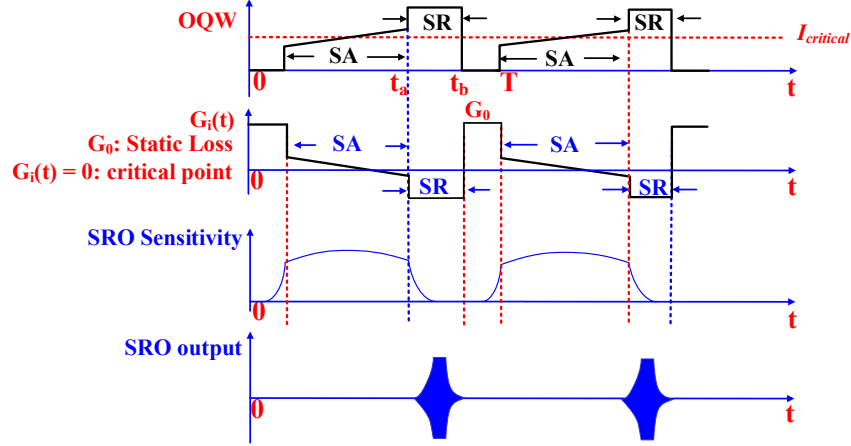 OQW
SR
SR
I_critical
SA
SA
0
t_a
t_b
T
t
G_i(t)
G_0
G_0: Static Loss
SA
SA
G_i(t) = 0: critical point
0
SR
SR
t
SRO Sensitivity
0
t
SRO output
0
t